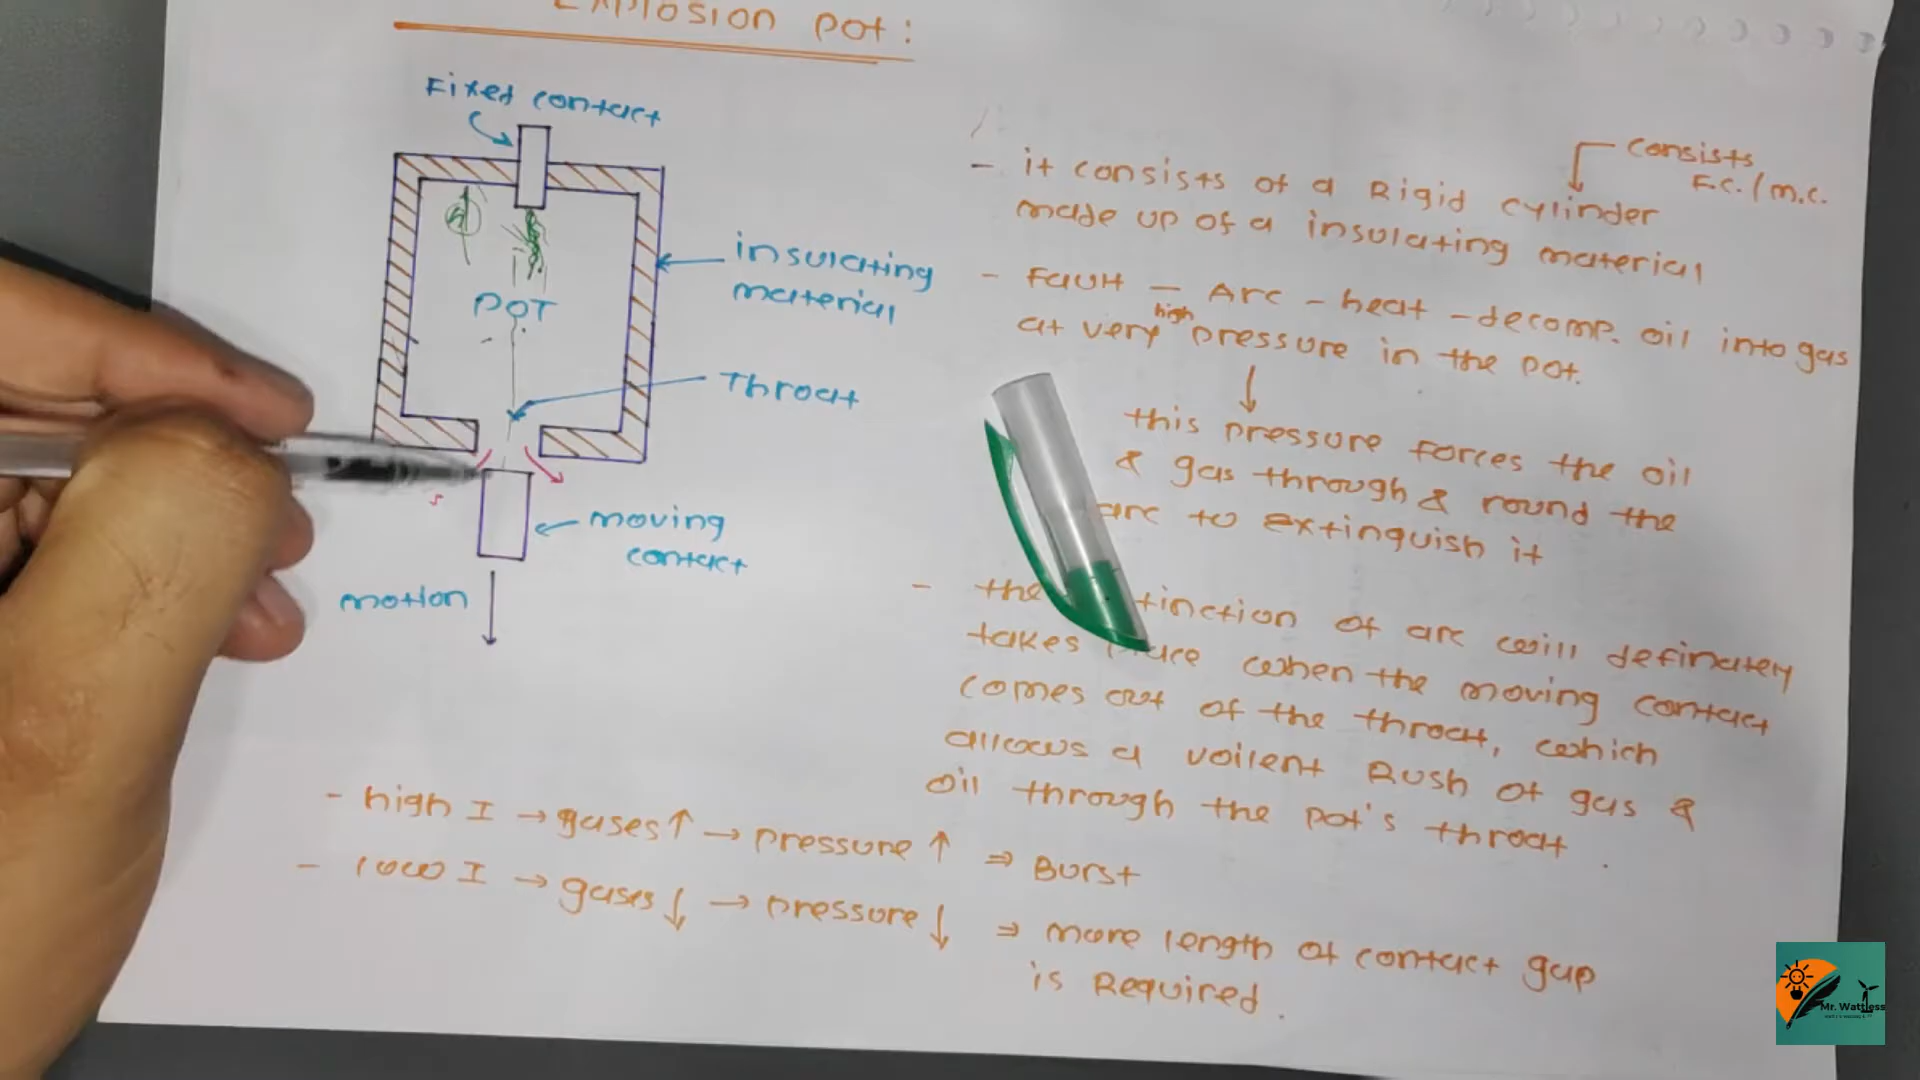 Explosion pot:
Fixed contact
insulating
material
POT
Throat
moving
contact
motion
consists
F.C./m.c.
- it consists of a Rigid cylinder
made up of a insulating material
- Fault - Arc - heat - decomp. oil into gas
at very high pressure in the pot.
this pressure forces the oil
& gas through & round the
arc to extinguish it
- the tinction of arc will definately
takes place when the moving contact
comes out of the throat, which
allows a voilent Rush of gas &
oil through the pot's throat.
- high I → gases ↑ → pressure ↑ ⇒ Burst
- low I → gases ↓ → pressure ↓ ⇒ more length of contact gap
is Required.
Mr. Wattless